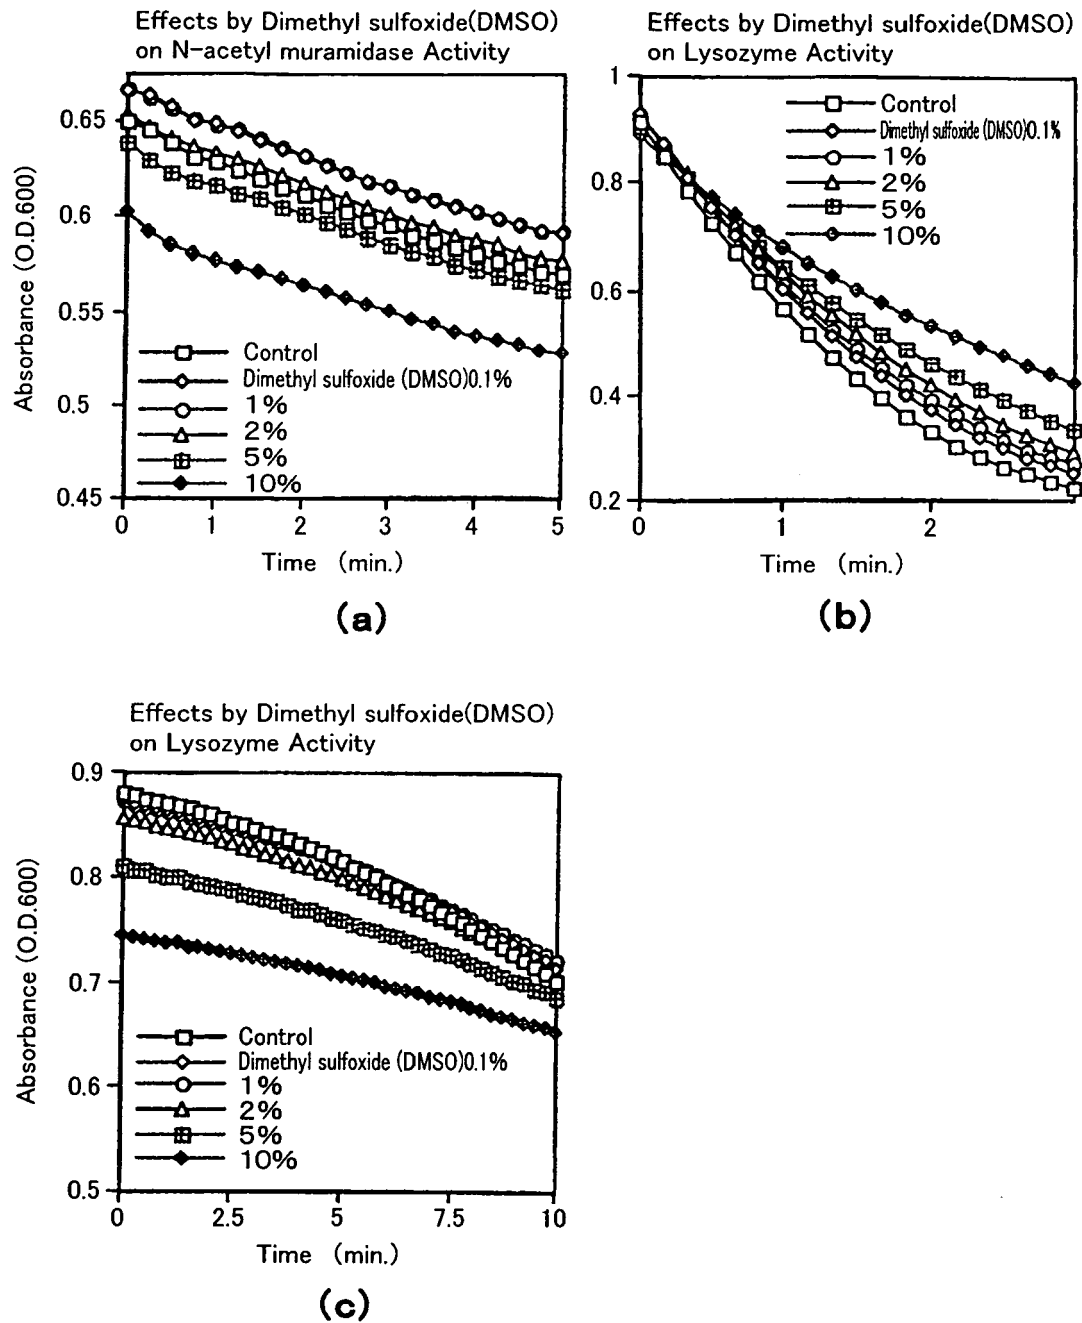 Effects by Dimethyl sulfoxide(DMSO)
on N-acetyl muramidase Activity
Absorbance (O.D.600)
0.65
0.6
0.55
0.5
0.45
Control
Dimethyl sulfoxide (DMSO)0.1%
1%
2%
5%
10%
0 1 2 3 4 5
Time (min.)
(a)
Effects by Dimethyl sulfoxide(DMSO)
on Lysozyme Activity
1
0.8
0.6
0.4
0.2
Control
Dimethyl sulfoxide (DMSO)0.1%
1%
2%
5%
10%
0 1 2
Time (min.)
(b)
Effects by Dimethyl sulfoxide(DMSO)
on Lysozyme Activity
Absorbance (O.D.600)
0.9
0.8
0.7
0.6
0.5
Control
Dimethyl sulfoxide (DMSO)0.1%
1%
2%
5%
10%
0 2.5 5 7.5 10
Time (min.)
(c)